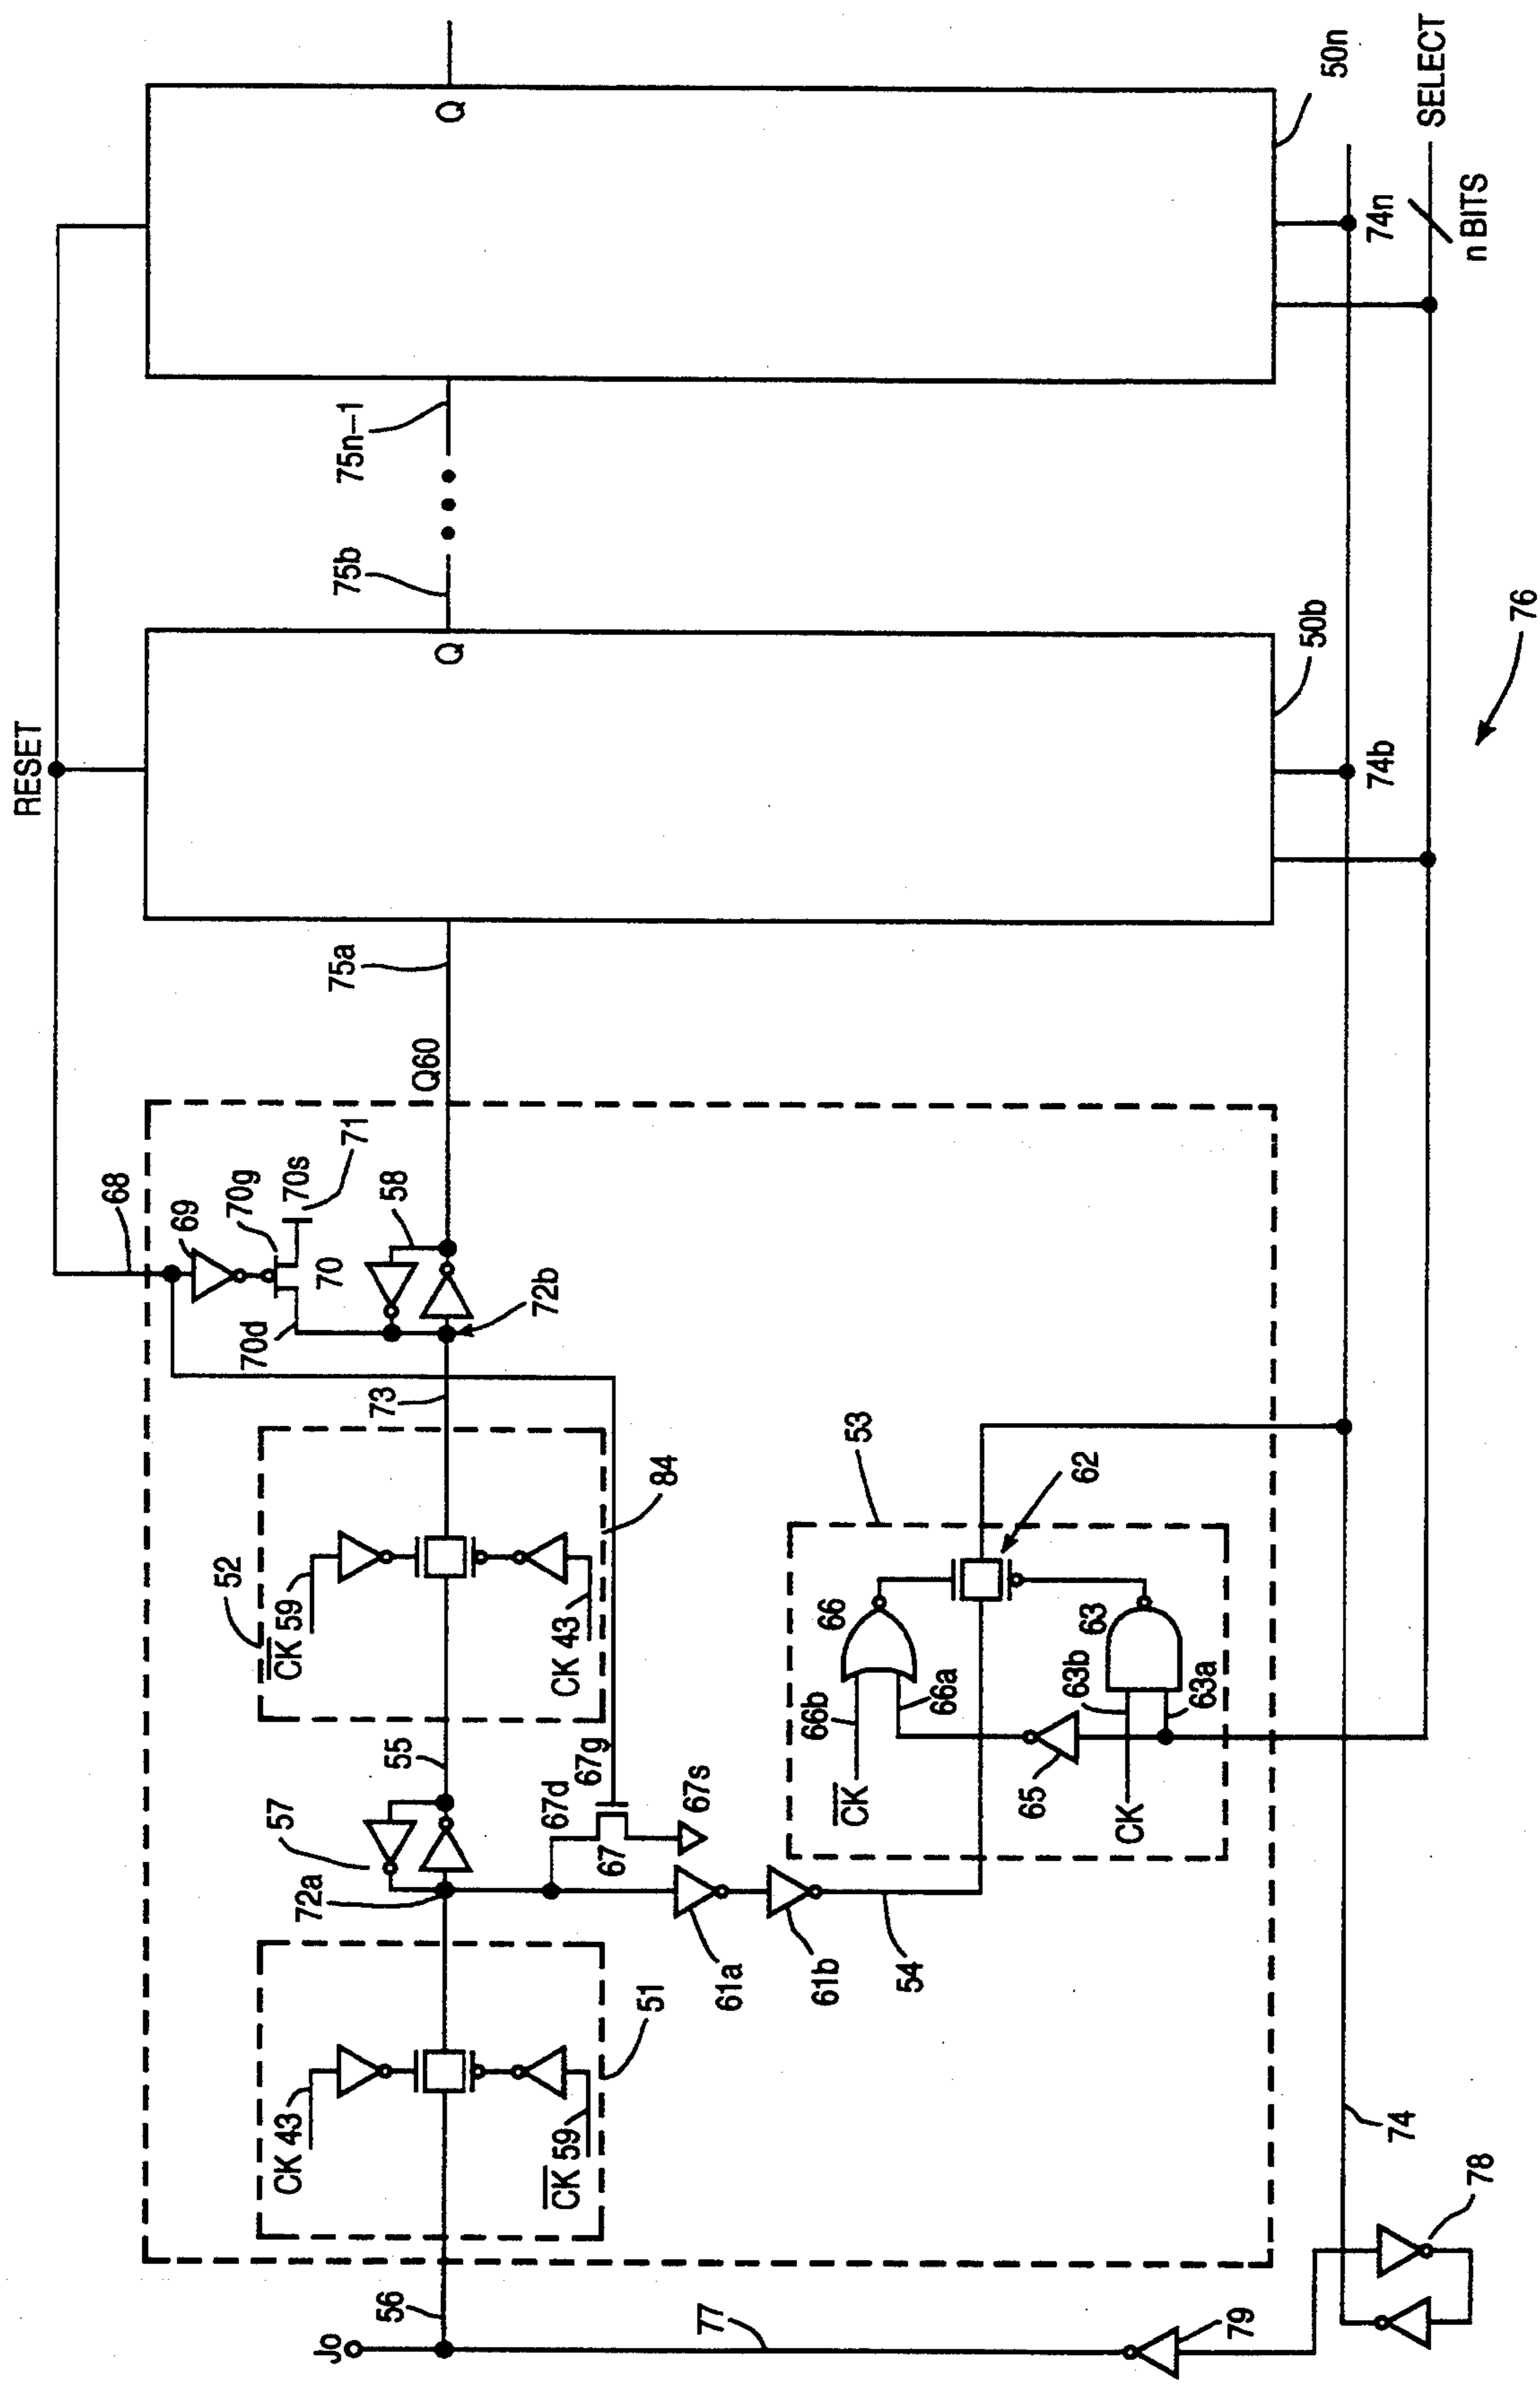 RESET
68
69
70g
70s
71
70
70d
58
72b
Q60
75a
Q
75b
75n-1
Q
73
52
C̅K̅ 59
CK 43
84
57
55
72a
67d
67g
67
67s
CK 43
C̅K̅ 59
51
61a
61b
54
53
66
66b
66a
62
C̅K̅
65
63b
63
63a
CK
Jo
56
77
79
78
74
50b
74b
50n
74n
SELECT
n BITS
76